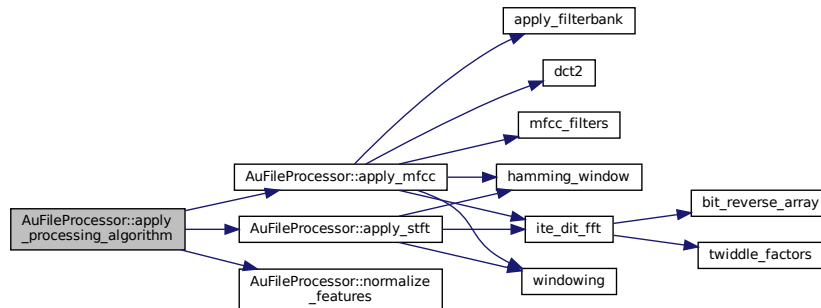 AuFileProcessor::apply
_processing_algorithm
AuFileProcessor::apply_mfcc
AuFileProcessor::apply_stft
AuFileProcessor::normalize
_features
apply_filterbank
dct2
mfcc_filters
hamming_window
ite_dit_fft
windowing
bit_reverse_array
twiddle_factors